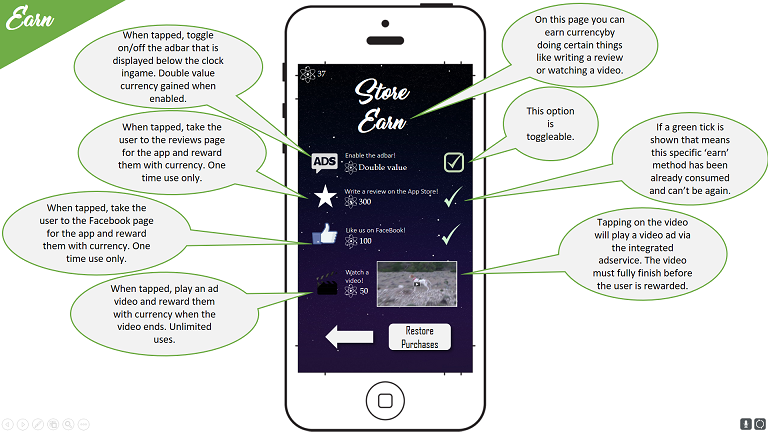 Earn
When tapped, toggle
on/off the adbar that is
displayed below the clock
ingame. Double value
currency gained when
enabled.
When tapped, take the
user to the reviews page
for the app and reward
them with currency. One
time use only.
When tapped, take the
user to the Facebook page
for the app and reward
them with currency. One
time use only.
When tapped, play an ad
video and reward them
with currency when the
video ends. Unlimited
uses.
37
Store
Earn
ADS
Enable the adbar!
Double value
Write a review on the App Store!
300
Like us on FaceBook!
100
Watch a
video!
50
Restore
Purchases
On this page you can
earn currencyby
doing certain things
like writing a review
or watching a video.
This option
is
toggleable.
If a green tick is
shown that means
this specific ‘earn’
method has been
already consumed
and can’t be again.
Tapping on the video
will play a video ad via
the integrated
adservice. The video
must fully finish before
the user is rewarded.